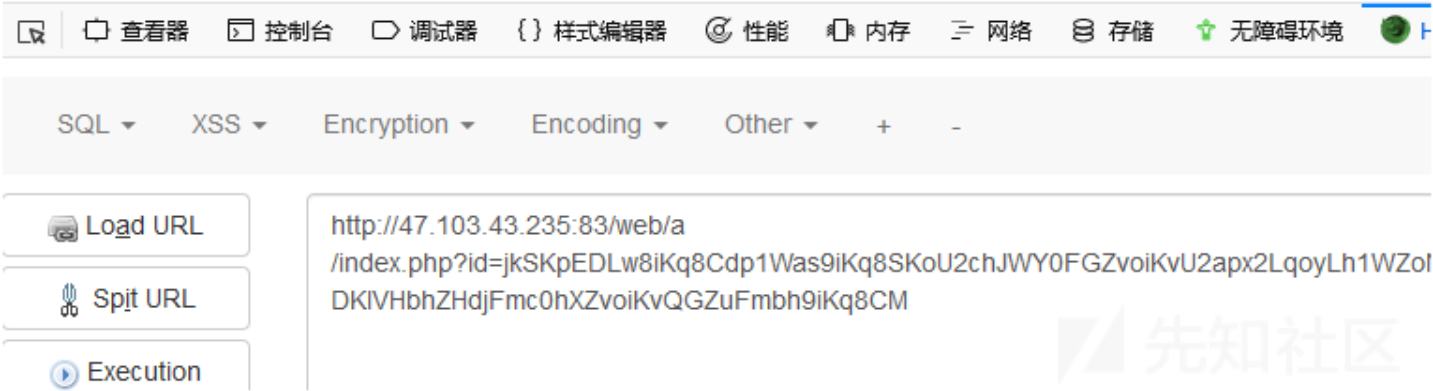 查看器 控制台 调试器 {} 样式编辑器 性能 内存 网络 存储 无障碍环境
SQL XSS Encryption Encoding Other + -
Load URL
http://47.103.43.235:83/web/a
/index.php?id=jkSKpEDLw8iKq8Cdp1Was9iKq8SKoU2chJWY0FGZvoiKvU2apx2LqoyLh1WZo
Split URL
DKlVHbhZHdjFmc0hXZvoiKvQGZuFmbh9iKq8CM
Execution
先知社区